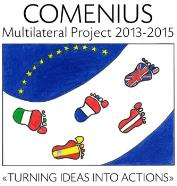 COMENIUS
Multilateral Project 2013-2015
«TURNING IDEAS INTO ACTIONS»